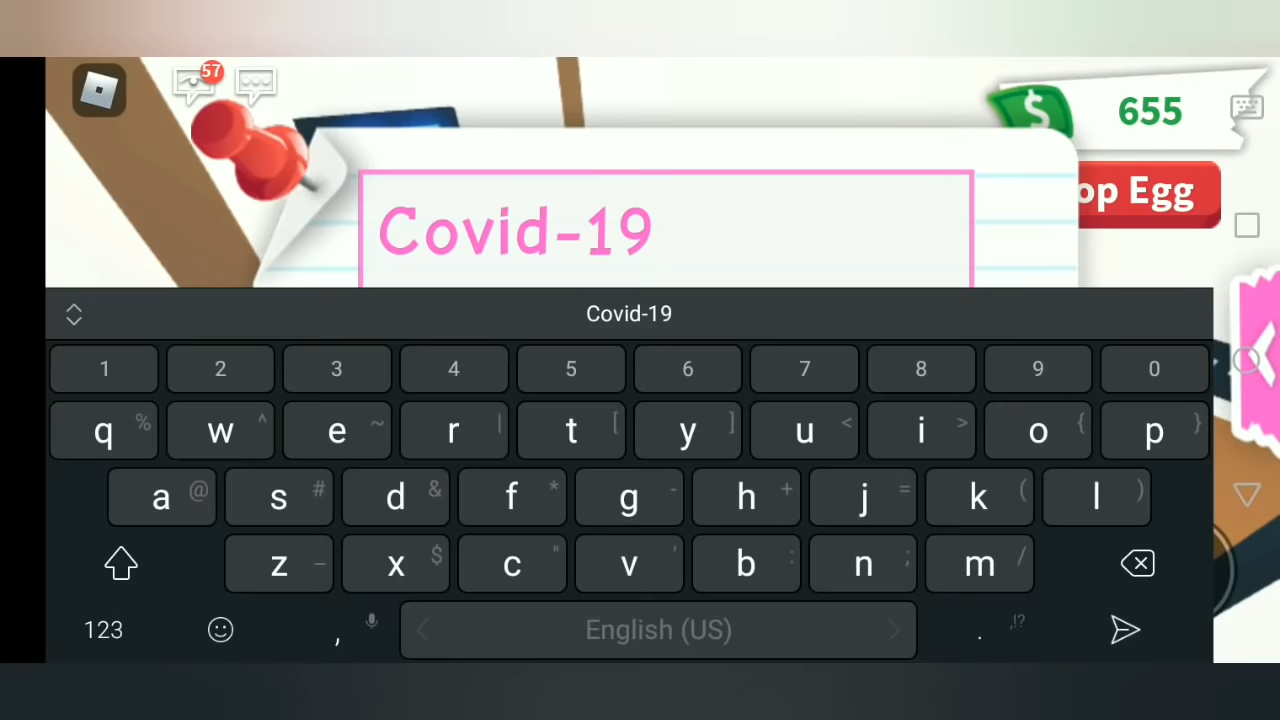 57
655
op Egg
Covid-19
Covid-19
1 2 3 4 5 6 7 8 9 0
q % w ^ e ~ r | t [ y ] u < i > o { p }
a @ s # d & f * g - h + j = k ( l )
z _ x $ c " v ' b : n ; m /
123 , English (US) . ,!?